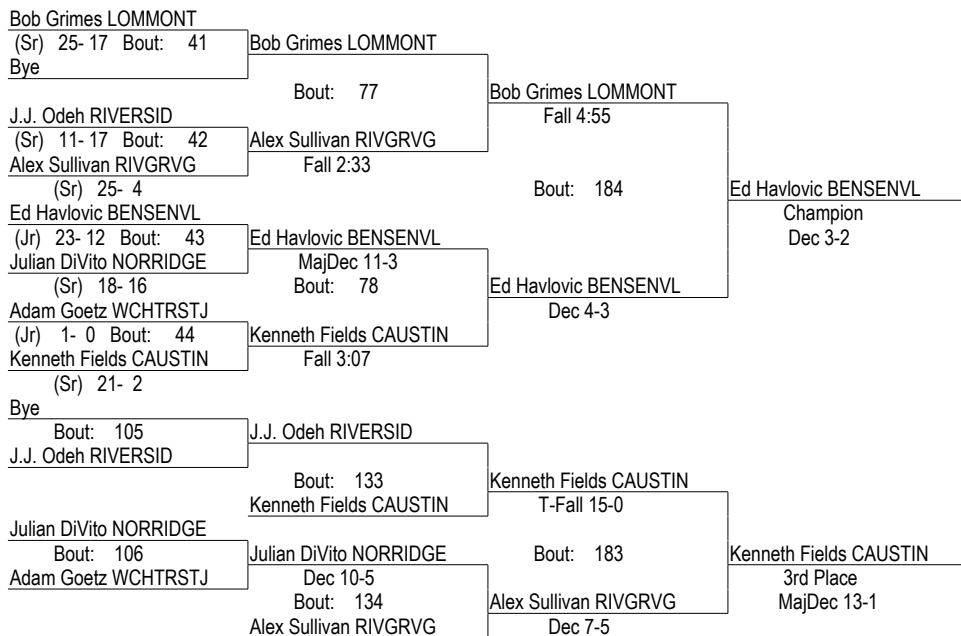 Bob Grimes LOMMONT
(Sr) 25- 17 Bout: 41
Bob Grimes LOMMONT
Bye
Bout: 77
Bob Grimes LOMMONT
J.J. Odeh RIVERSID
Fall 4:55
(Sr) 11- 17 Bout: 42
Alex Sullivan RIVGRVG
Alex Sullivan RIVGRVG
Fall 2:33
(Sr) 25- 4
Bout: 184
Ed Havlovic BENSENVL
Ed Havlovic BENSENVL
Champion
(Jr) 23- 12 Bout: 43
Ed Havlovic BENSENVL
Dec 3-2
Julian DiVito NORRIDGE
MajDec 11-3
(Sr) 18- 16
Bout: 78
Ed Havlovic BENSENVL
Adam Goetz WCHTRSTJ
Dec 4-3
(Jr) 1- 0 Bout: 44
Kenneth Fields CAUSTIN
Kenneth Fields CAUSTIN
Fall 3:07
(Sr) 21- 2
Bye
Bout: 105
J.J. Odeh RIVERSID
J.J. Odeh RIVERSID
Bout: 133
Kenneth Fields CAUSTIN
Kenneth Fields CAUSTIN
T-Fall 15-0
Julian DiVito NORRIDGE
Bout: 106
Julian DiVito NORRIDGE
Bout: 183
Kenneth Fields CAUSTIN
Adam Goetz WCHTRSTJ
Dec 10-5
3rd Place
Bout: 134
Alex Sullivan RIVGRVG
MajDec 13-1
Alex Sullivan RIVGRVG
Dec 7-5